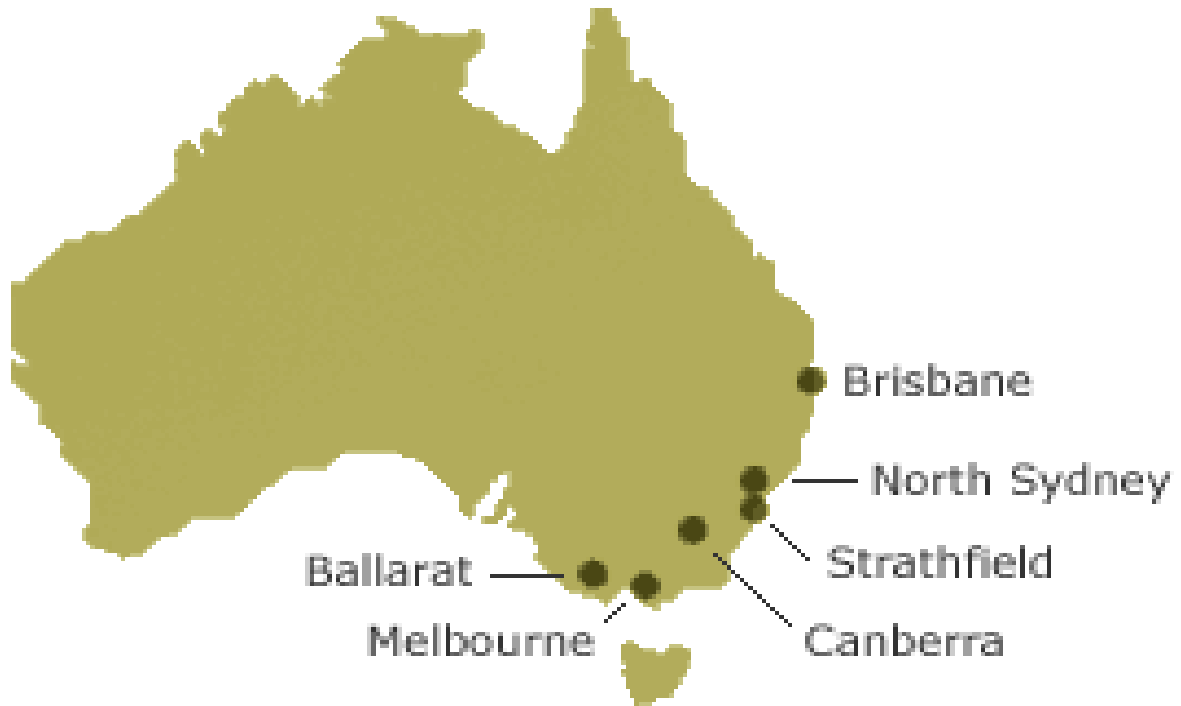 Brisbane
North Sydney
Strathfield
Ballarat
Melbourne
Canberra